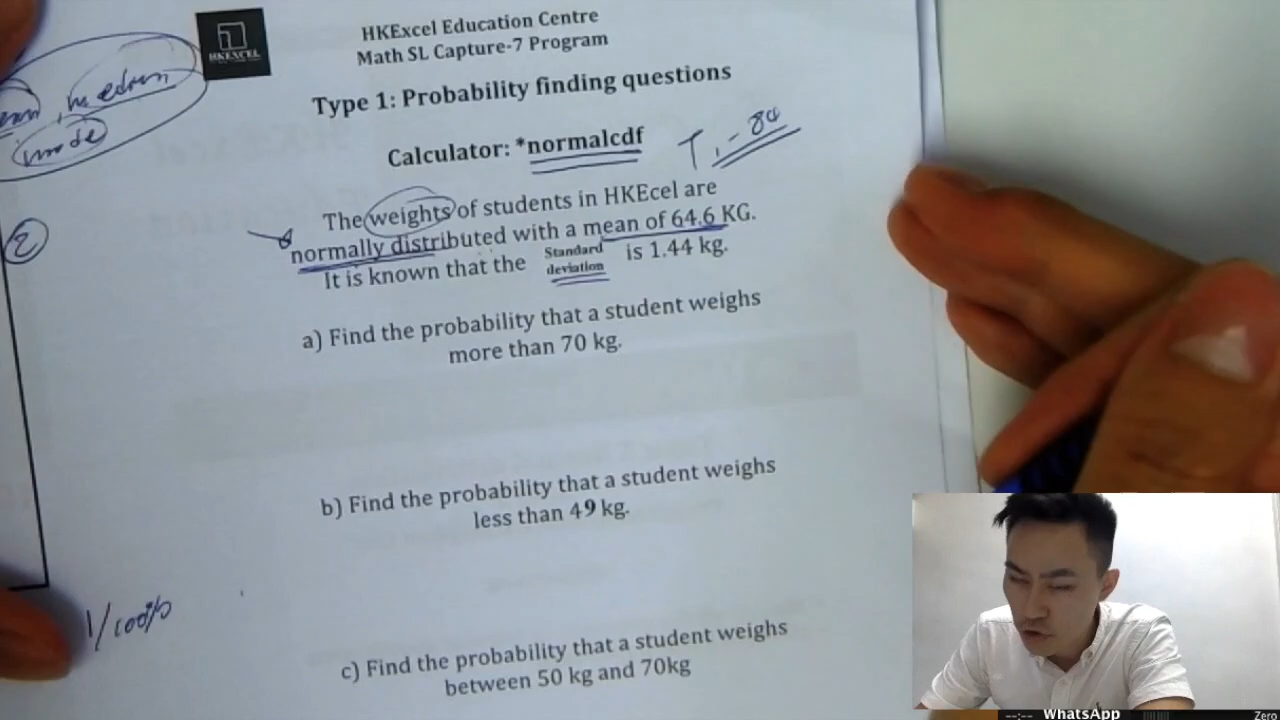 HKExcel Education Centre
Math SL Capture-7 Program
HKEXCEL
Type 1: Probability finding questions
median
mode
Calculator: *normalcdf
T, - 84
2
The weights of students in HKEcel are
normally distributed with a mean of 64.6 KG.
It is known that the Standard deviation is 1.44 kg.
a) Find the probability that a student weighs
more than 70 kg.
b) Find the probability that a student weighs
less than 49 kg.
1/100%
c) Find the probability that a student weighs
between 50 kg and 70kg
--:-- WhatsApp Zero